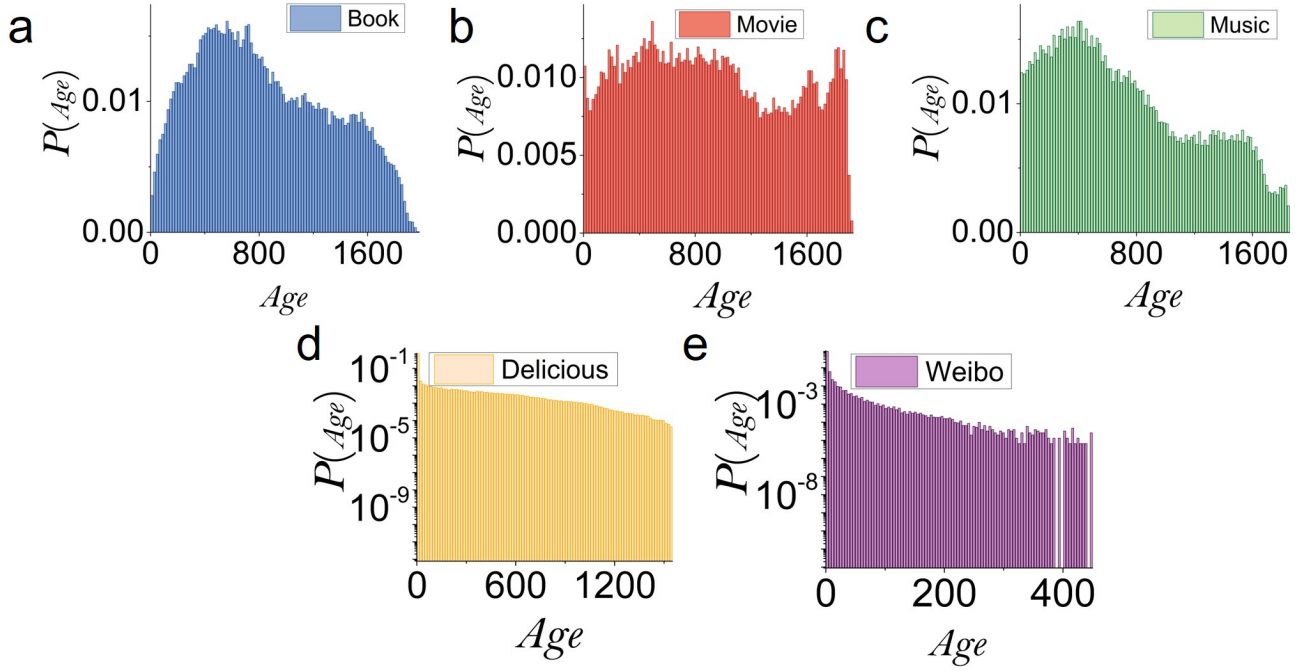 a
Book
P(Age)
0.01
0.00
0 800 1600
Age
b
Movie
P(Age)
0.010
0.005
0.000
0 800 1600
Age
c
Music
P(Age)
0.01
0.00
0 800 1600
Age
d
Delicious
P(Age)
10-1
10-5
10-9
0 600 1200
Age
e
Weibo
P(Age)
10-3
10-8
0 200 400
Age